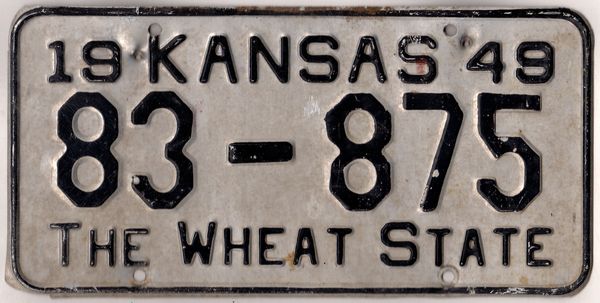 19 KANSAS 49
83-875
THE WHEAT STATE